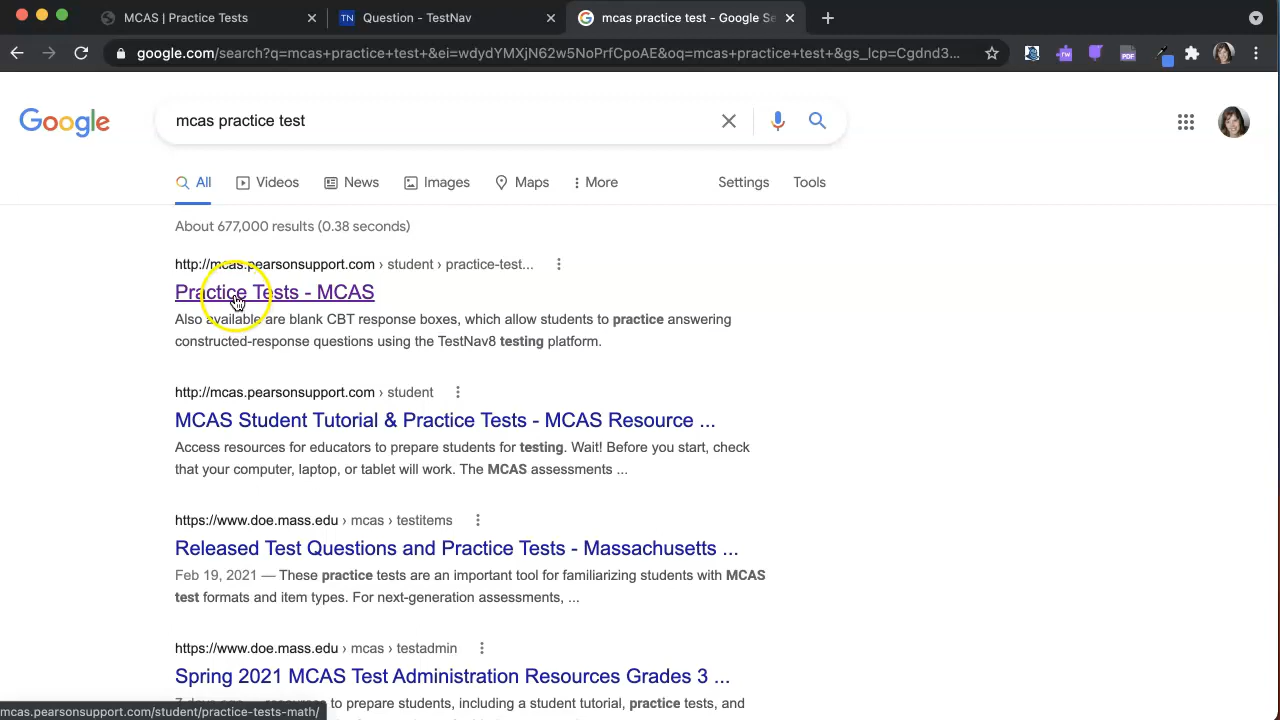 MCAS | Practice Tests
Question - TestNav
mcas practice test - Google Se
google.com/search?q=mcas+practice+test+&ei=wdydYMXjN62w5NoPrfCpoAE&oq=mcas+practice+test+&gs_lcp=Cgdnd3...
Google
mcas practice test
All
Videos
News
Images
Maps
More
Settings
Tools
About 677,000 results (0.38 seconds)
http://mcas.pearsonsupport.com › student › practice-test...
Practice Tests - MCAS
Also available are blank CBT response boxes, which allow students to practice answering
constructed-response questions using the TestNav8 testing platform.
http://mcas.pearsonsupport.com › student
MCAS Student Tutorial & Practice Tests - MCAS Resource ...
Access resources for educators to prepare students for testing. Wait! Before you start, check
that your computer, laptop, or tablet will work. The MCAS assessments ...
https://www.doe.mass.edu › mcas › testitems
Released Test Questions and Practice Tests - Massachusetts ...
Feb 19, 2021 — These practice tests are an important tool for familiarizing students with MCAS
test formats and item types. For next-generation assessments, ...
https://www.doe.mass.edu › mcas › testadmin
Spring 2021 MCAS Test Administration Resources Grades 3 ...
7 days ago — resources to prepare students, including a student tutorial, practice tests, and
mcas.pearsonsupport.com/student/practice-tests-math/